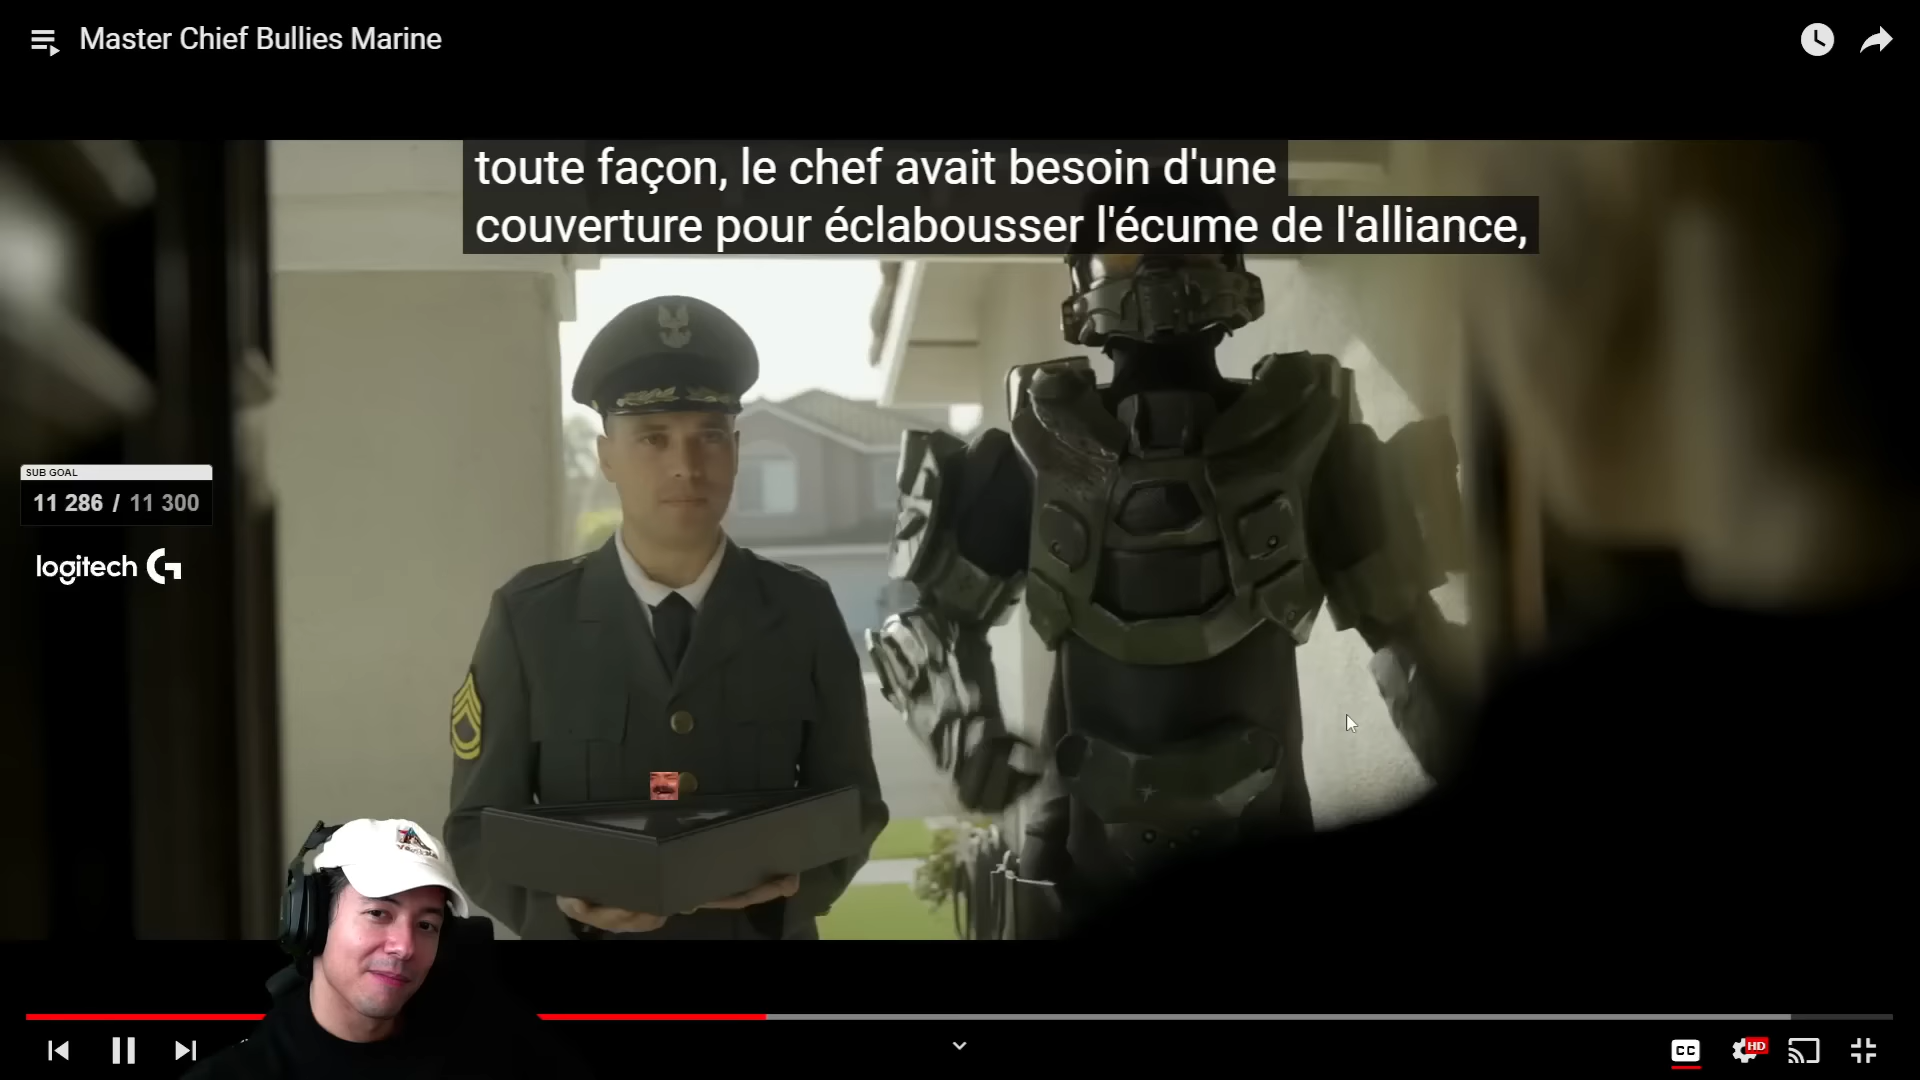 Master Chief Bullies Marine
toute façon, le chef avait besoin d'une
couverture pour éclabousser l'écume de l'alliance,
SUB GOAL
11 286 / 11 300
logitech G
CC
HD